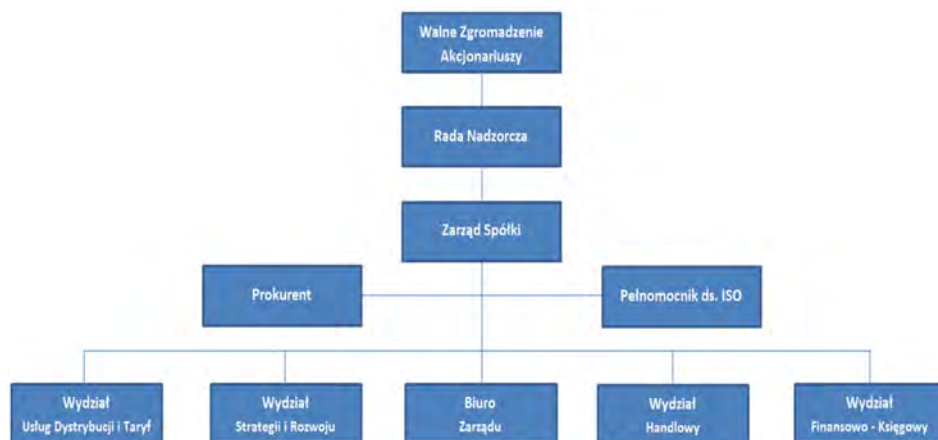 Walne Zgromadzenie
Akcjonariuszy
Rada Nadzorcza
Zarząd Spółki
Prokurent
Pełnomocnik ds. ISO
Wydział
Usług Dystrybucji i Taryf
Wydział
Strategii i Rozwoju
Biuro
Zarządu
Wydział
Handlowy
Wydział
Finansowo - Księgowy